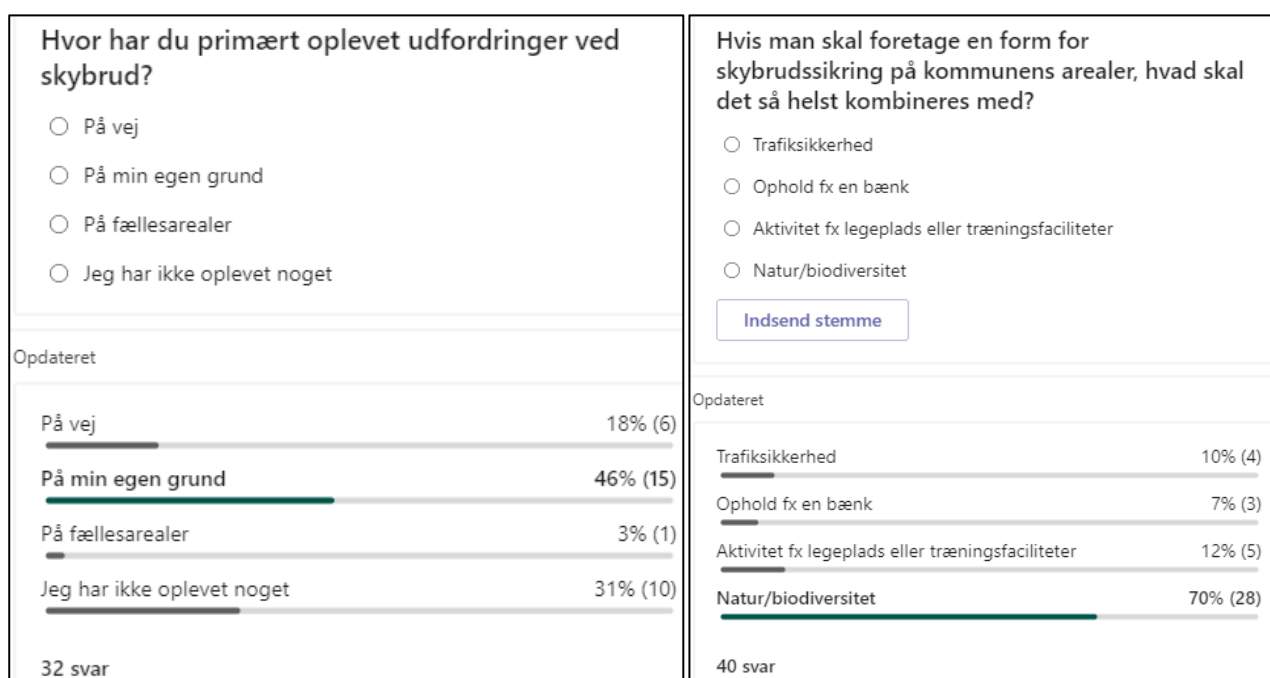 Hvor har du primært oplevet udfordringer ved
skybrud?
På vej
På min egen grund
På fællesarealer
Jeg har ikke oplevet noget
Opdateret
På vej 18% (6)
På min egen grund 46% (15)
På fællesarealer 3% (1)
Jeg har ikke oplevet noget 31% (10)
32 svar
Hvis man skal foretage en form for
skybrudssikring på kommunens arealer, hvad skal
det så helst kombineres med?
Trafiksikkerhed
Ophold fx en bænk
Aktivitet fx legeplads eller træningsfaciliteter
Natur/biodiversitet
Indsend stemme
Opdateret
Trafiksikkerhed 10% (4)
Ophold fx en bænk 7% (3)
Aktivitet fx legeplads eller træningsfaciliteter 12% (5)
Natur/biodiversitet 70% (28)
40 svar